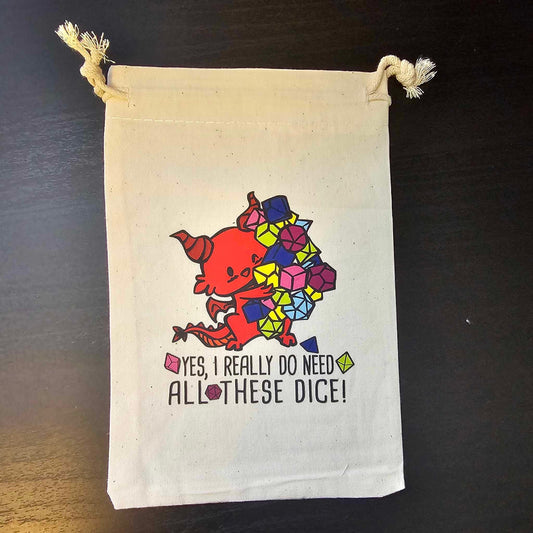 YES, I REALLY DO NEED
ALL THESE DICE!